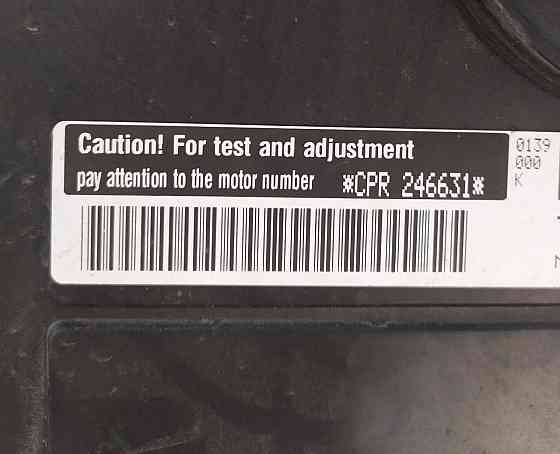 Caution! For test and adjustment
pay attention to the motor number *CPR 246631*
0139
000
K